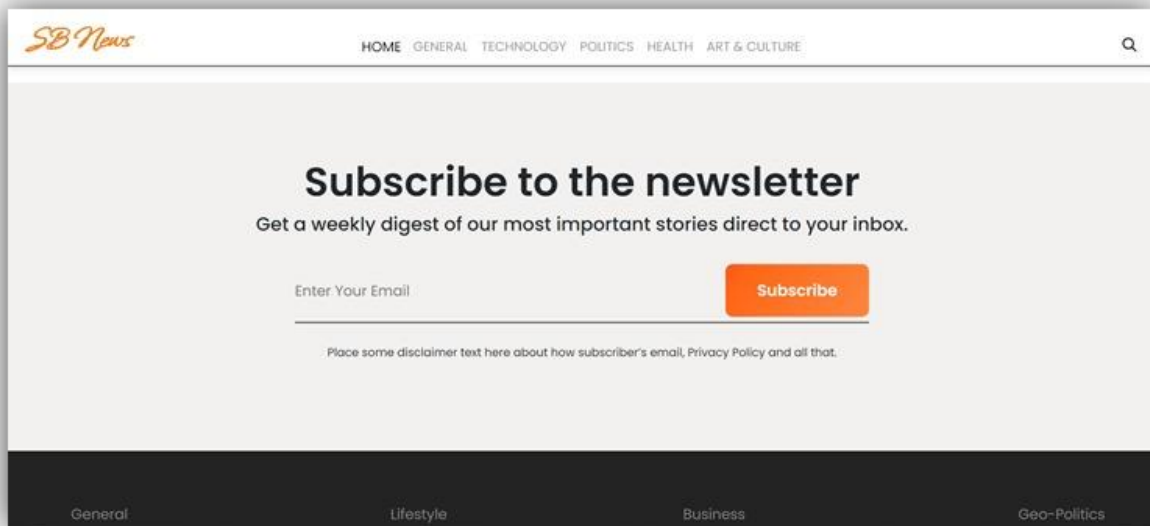 SB News
HOME GENERAL TECHNOLOGY POLITICS HEALTH ART & CULTURE
Subscribe to the newsletter
Get a weekly digest of our most important stories direct to your inbox.
Enter Your Email
Subscribe
Place some disclaimer text here about how subscriber's email, Privacy Policy and all that.
General Lifestyle Business Geo-Politics